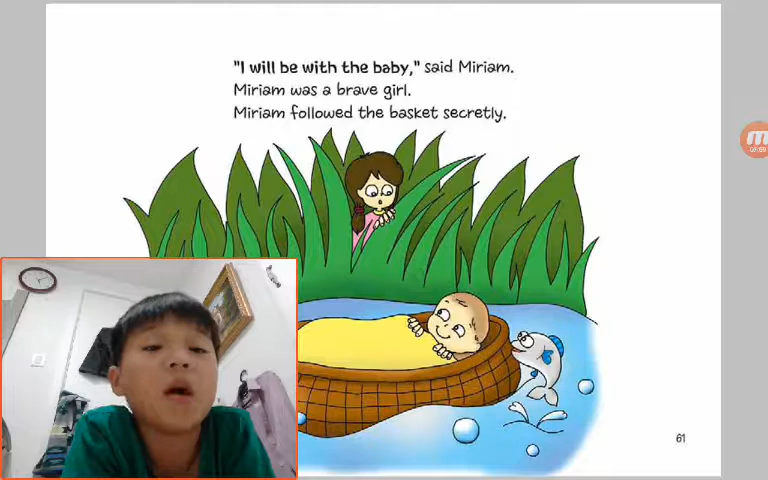 "I will be with the baby," said Miriam.
Miriam was a brave girl.
Miriam followed the basket secretly.
61